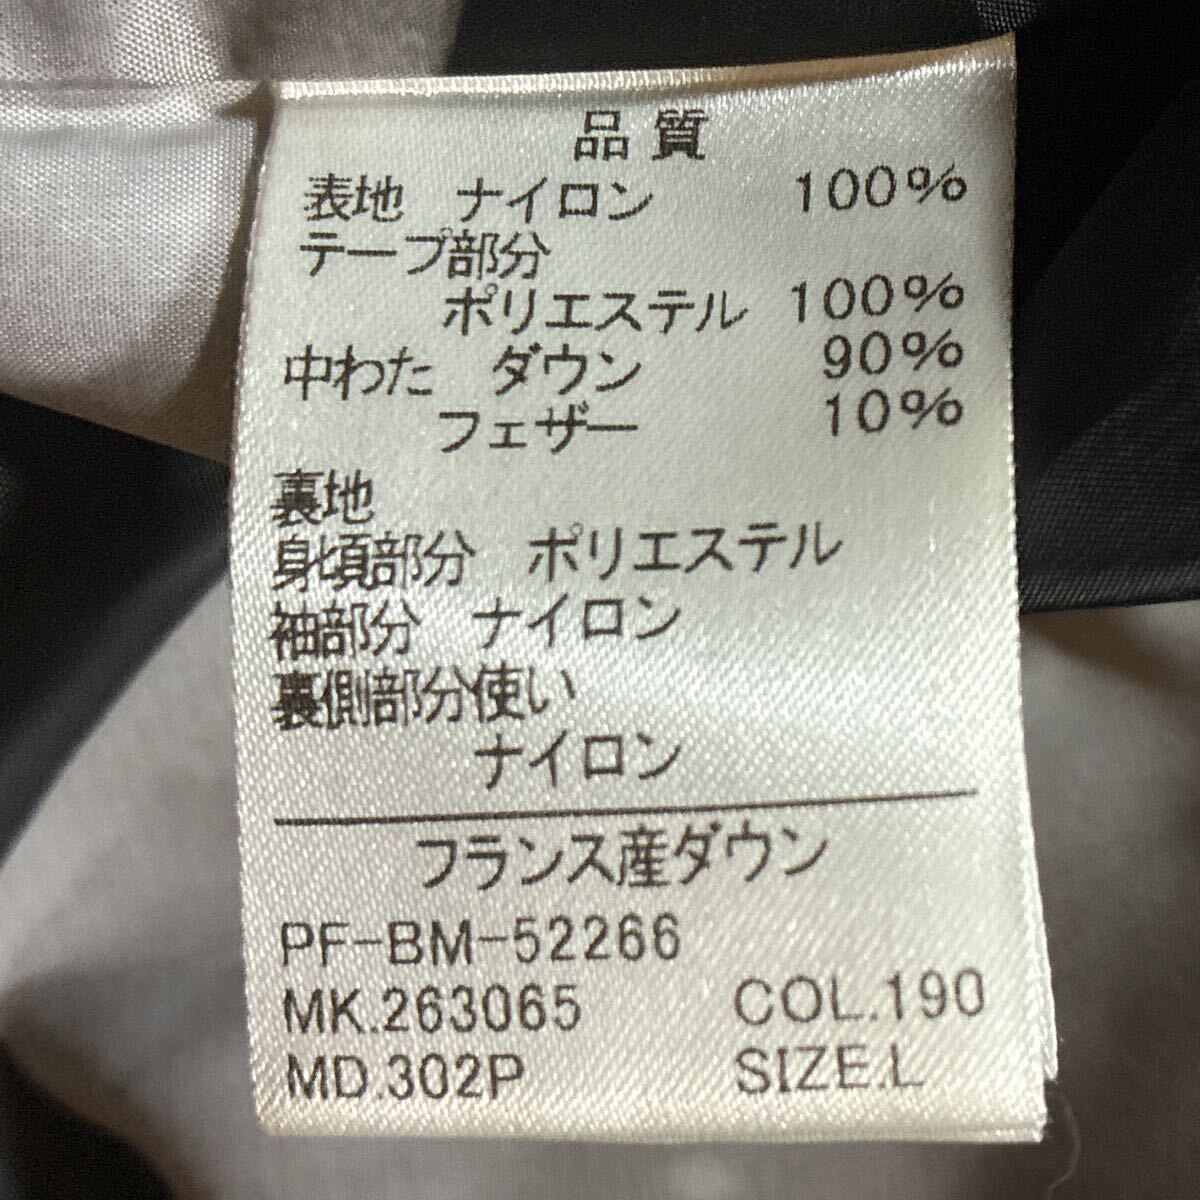 品質
表地 ナイロン 100%
テープ部分
ポリエステル 100%
中わた ダウン 90%
フェザー 10%
裏地
身頃部分 ポリエステル
袖部分 ナイロン
裏側部分使い
ナイロン
フランス産ダウン
PF-BM-52266
MK.263065 COL.190
MD.302P SIZE.L